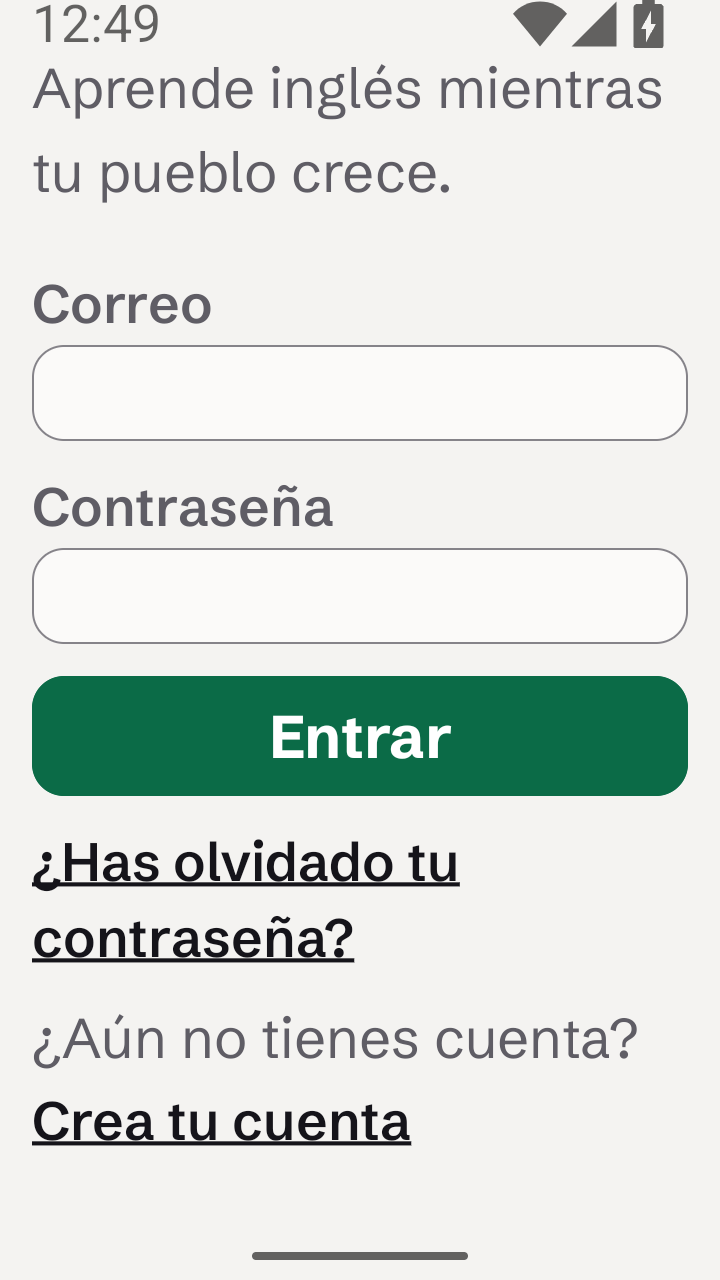 12:49
Aprende inglés mientras
tu pueblo crece.
Correo
Contraseña
Entrar
¿Has olvidado tu
contraseña?
¿Aún no tienes cuenta?
Crea tu cuenta